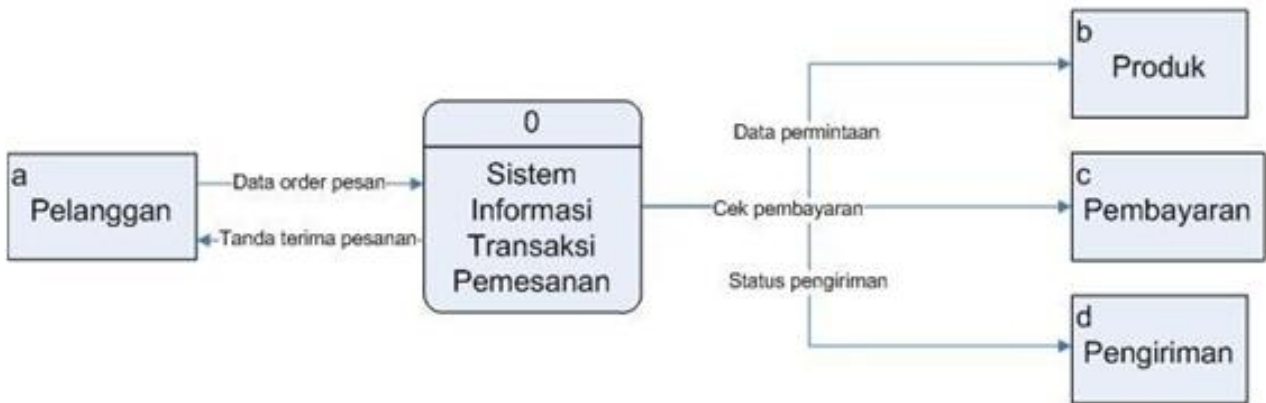 a
Pelanggan
Data order pesan
Tanda terima pesanan
0
Sistem
Informasi
Transaksi
Pemesanan
Data permintaan
Cek pembayaran
Status pengiriman
b
Produk
c
Pembayaran
d
Pengiriman